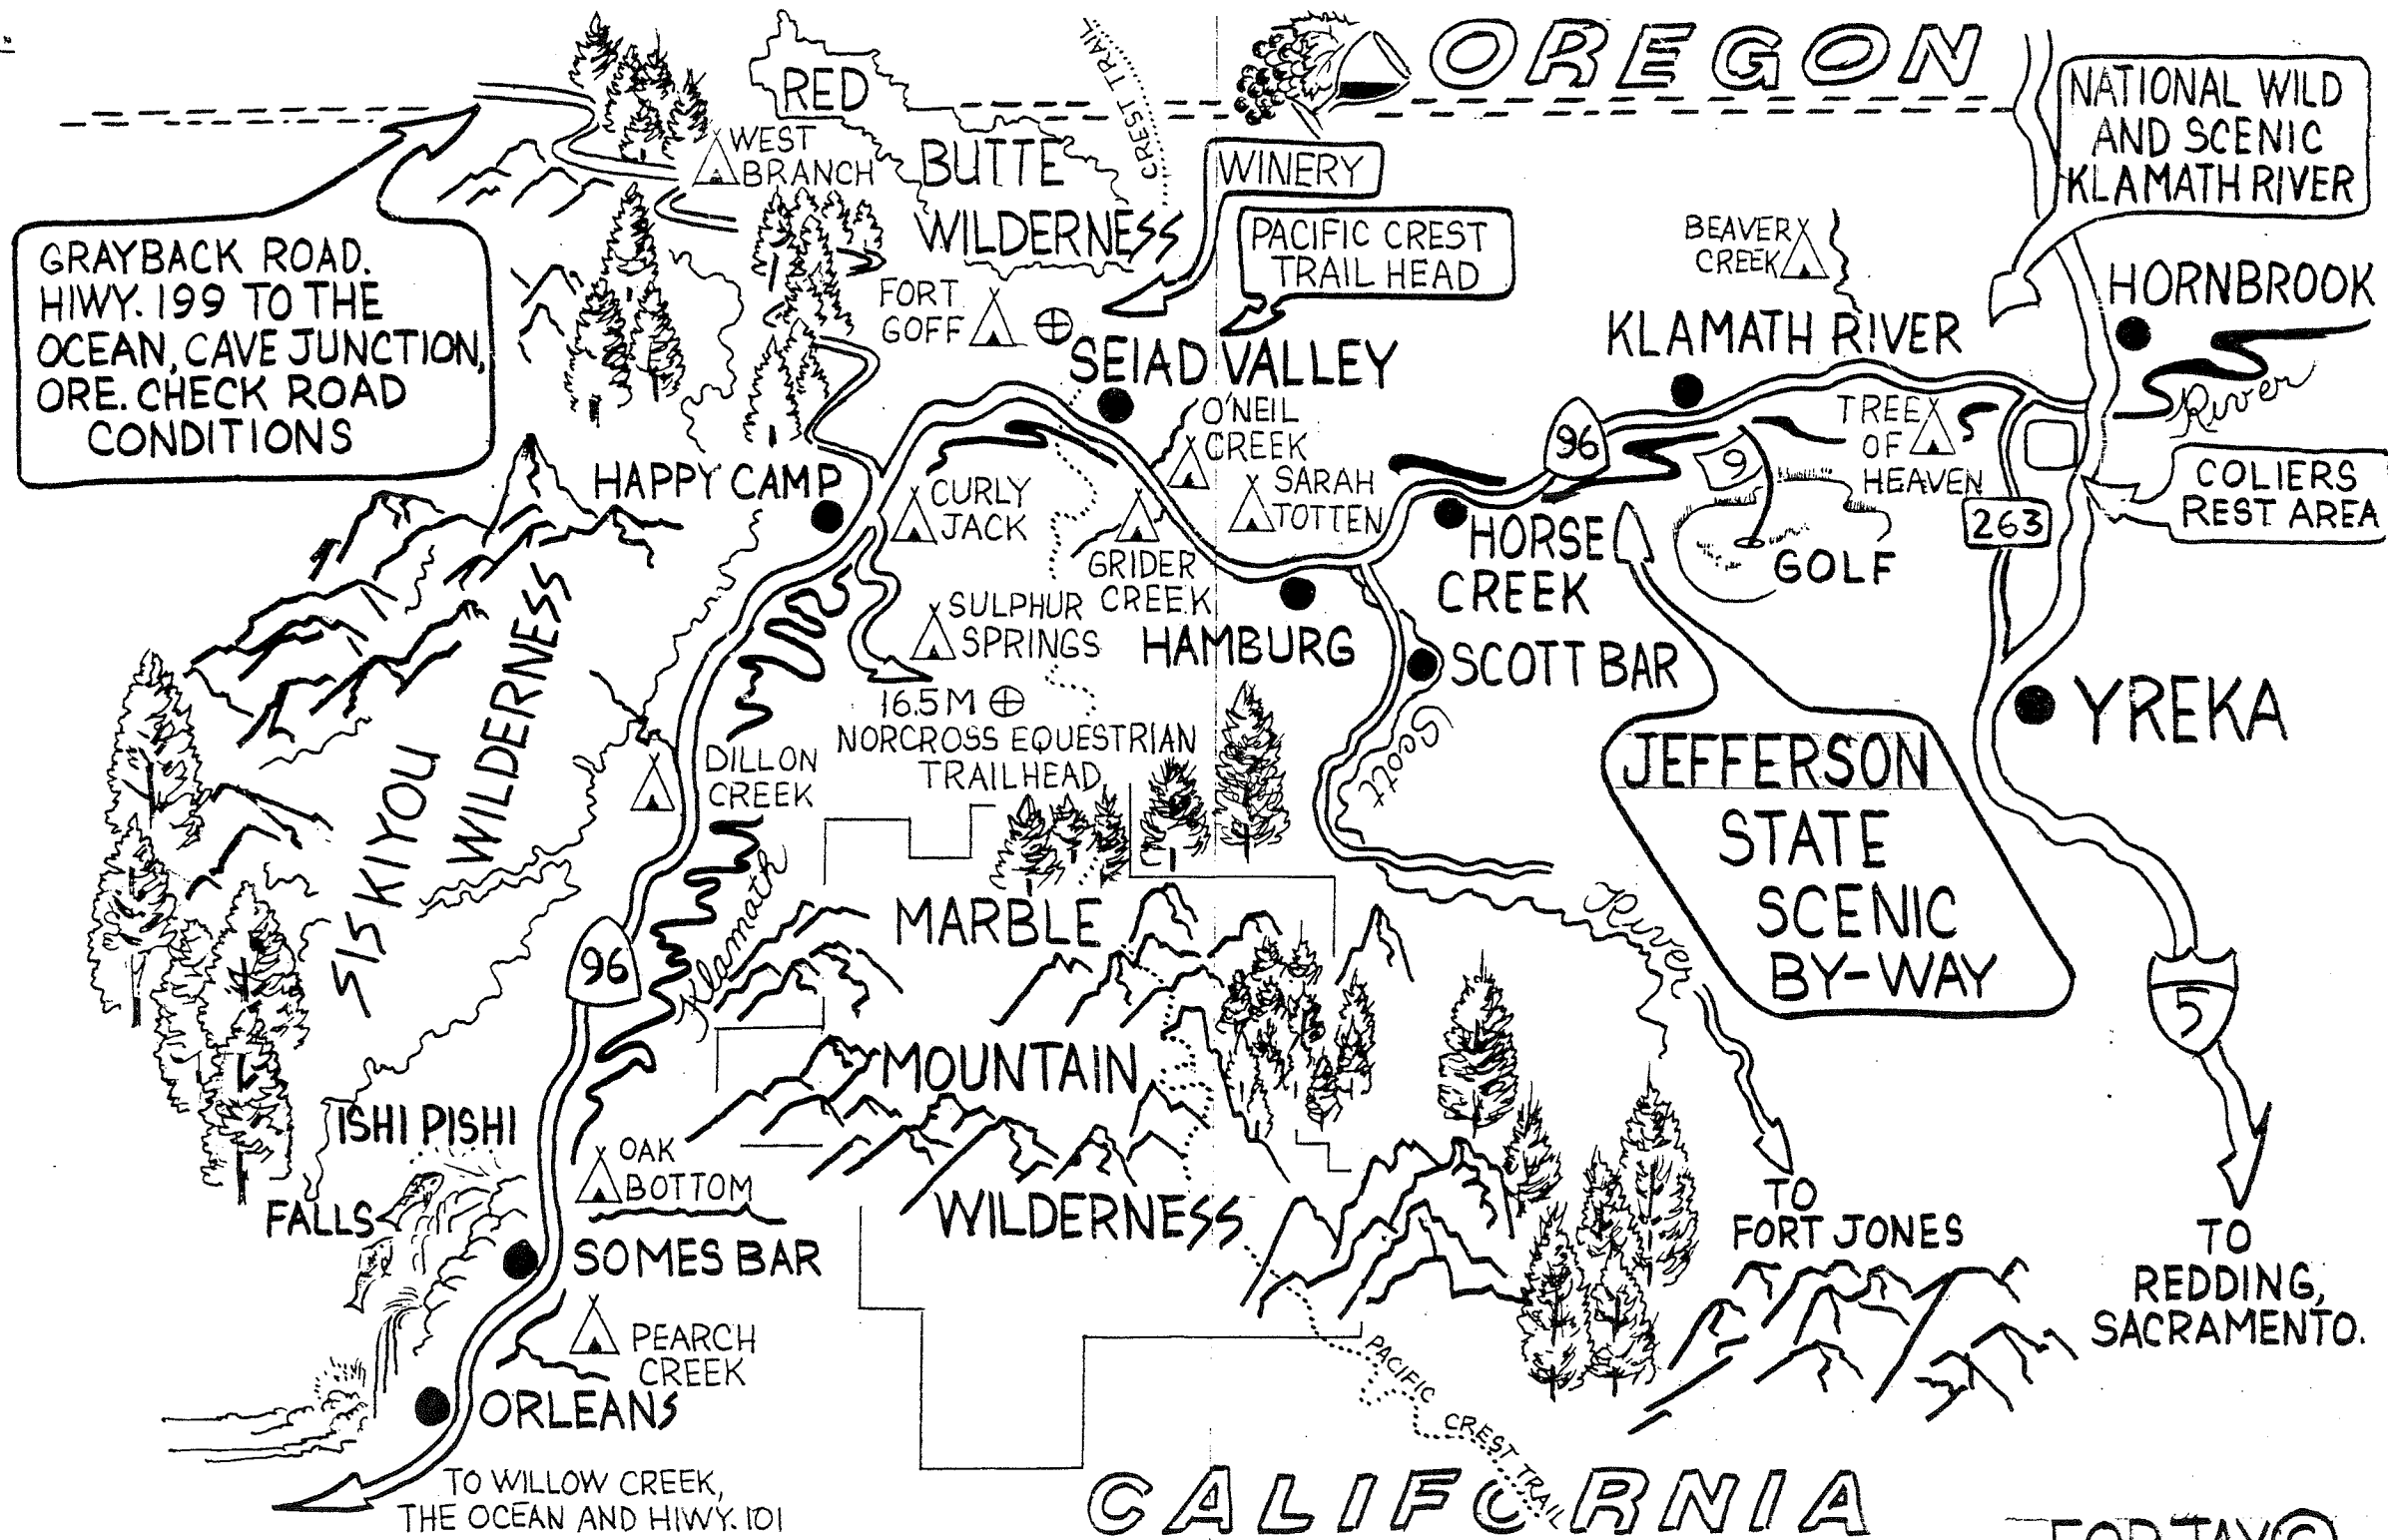 OREGON
CREST TRAIL
RED
BUTTE
WILDERNESS
WEST
BRANCH
WINERY
PACIFIC CREST
TRAIL HEAD
NATIONAL WILD
AND SCENIC
KLAMATH RIVER
GRAYBACK ROAD.
HIWY. 199 TO THE
OCEAN, CAVE JUNCTION,
ORE. CHECK ROAD
CONDITIONS
FORT
GOFF
BEAVER
CREEK
HORNBROOK
KLAMATH RIVER
SEIAD VALLEY
River
O'NEIL
CREEK
96
9
TREE
OF
HEAVEN
COLIERS
REST AREA
HAPPY CAMP
CURLY
JACK
SARAH
TOTTEN
263
HORSE
CREEK
GOLF
GRIDER
CREEK
SULPHUR
SPRINGS
HAMBURG
SCOTT BAR
16.5 M
NORCROSS EQUESTRIAN
TRAILHEAD
YREKA
Scott
River
JEFFERSON
STATE
SCENIC
BY-WAY
DILLON
CREEK
SISKIYOU
WILDERNESS
Klamath
96
MARBLE
MOUNTAIN
WILDERNESS
5
ISHI PISHI
FALLS
OAK
BOTTOM
SOMES BAR
TO
FORT JONES
TO
REDDING,
SACRAMENTO.
PEARCH
CREEK
ORLEANS
PACIFIC CREST TRAIL
TO WILLOW CREEK,
THE OCEAN AND HIWY. 101
CALIFORNIA